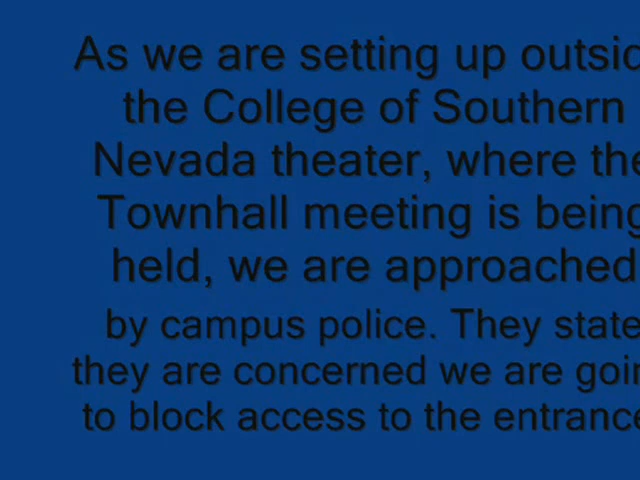 As we are setting up outsid
the College of Southern
Nevada theater, where the
Townhall meeting is being
held, we are approached
by campus police. They state
they are concerned we are goin
to block access to the entrance